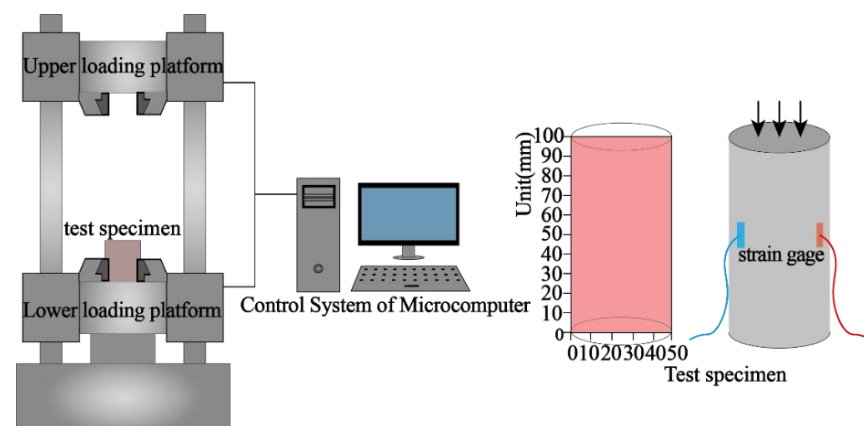 Upper loading platform
test specimen
Lower loading platform
Control System of Microcomputer
Unit(mm)
100
90
80
70
60
50
40
30
20
10
0
01020304050
strain gage
Test specimen